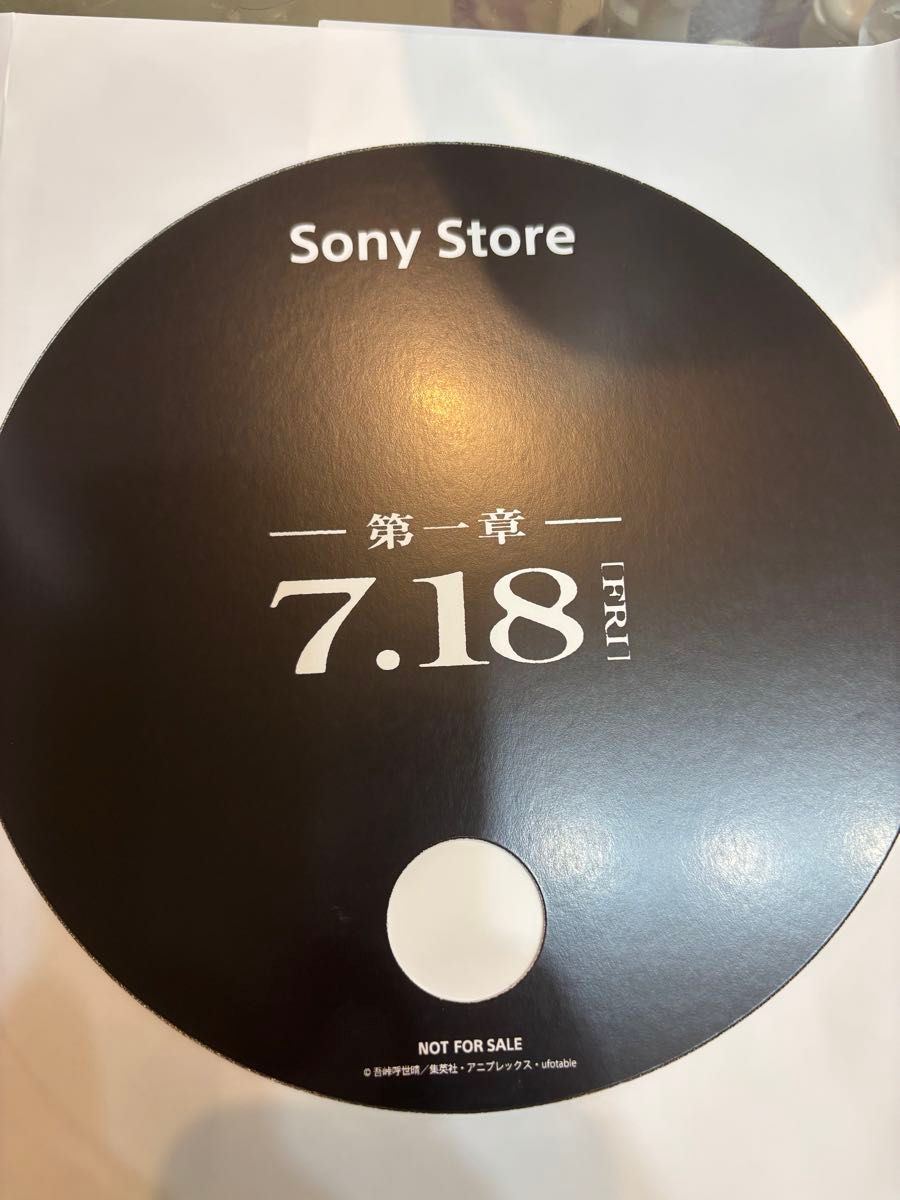 Sony Store
第一章
7.18 [FRI]
NOT FOR SALE
© 吾峠呼世晴／集英社・アニプレックス・ufotable